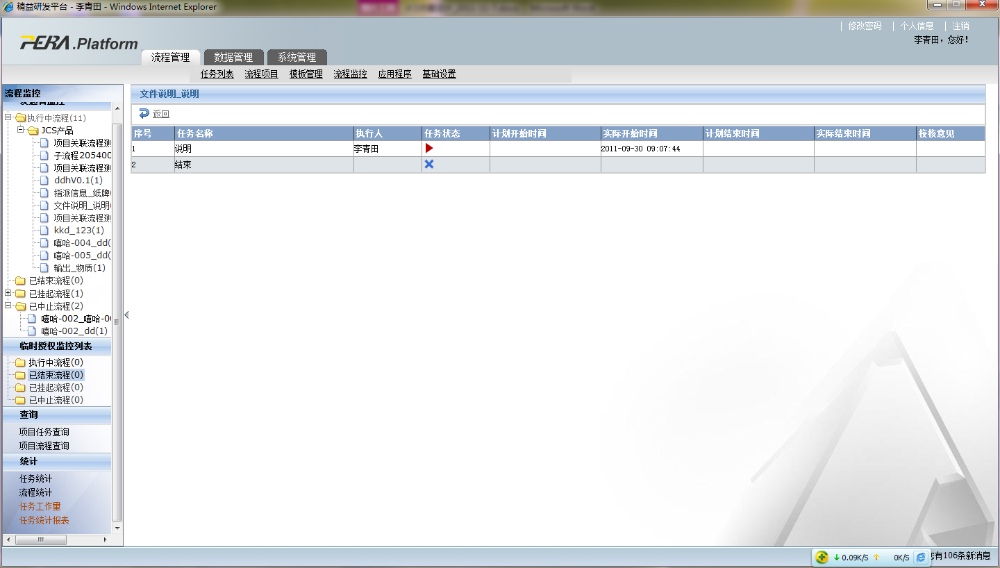 精益研发平台 - 李青田 - Windows Internet Explorer
修改密码 | 个人信息 | 注销
李青田，您好！
PERA.Platform
流程管理 数据管理 系统管理
任务列表 流程项目 模板管理 流程监控 应用程序 基础设置
流程监控
执行中流程(11)
JCS产品
项目关联流程测
子流程205400
项目关联流程测
ddhV0.1(1)
指派信息_纸牌
文件说明_说明(
项目关联流程测
kkd_123(1)
嘻哈-004_dd(
嘻哈-005_dd(
输出_物质(1)
已结束流程(0)
已挂起流程(1)
已中止流程(2)
嘻哈-002_嘻哈-00
嘻哈-002_dd(1)
临时授权监控列表
执行中流程(0)
已结束流程(0)
已挂起流程(0)
已中止流程(0)
查询
项目任务查询
项目流程查询
统计
任务统计
流程统计
任务工作量
任务统计报表
文件说明_说明
返回
序号 任务名称 执行人 任务状态 计划开始时间 实际开始时间 计划结束时间 实际结束时间 校核意见
1 说明 李青田 2011-09-30 09:07:44
2 结束
0.09K/S 0K/S
有106条新消息